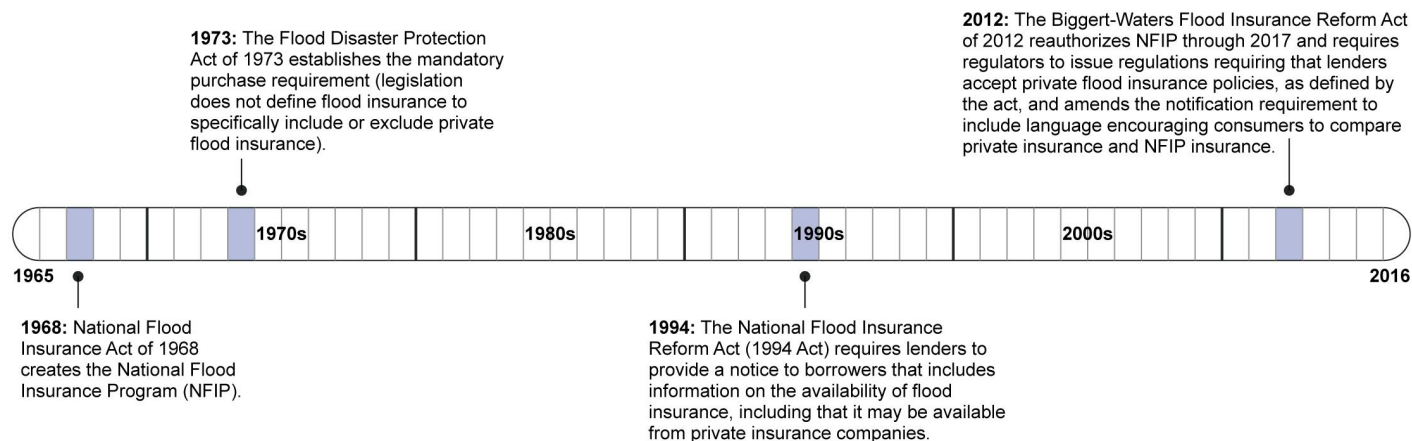 1973: The Flood Disaster Protection
Act of 1973 establishes the mandatory
purchase requirement (legislation
does not define flood insurance to
specifically include or exclude private
flood insurance).
2012: The Biggert-Waters Flood Insurance Reform Act
of 2012 reauthorizes NFIP through 2017 and requires
regulators to issue regulations requiring that lenders
accept private flood insurance policies, as defined by
the act, and amends the notification requirement to
include language encouraging consumers to compare
private insurance and NFIP insurance.
1970s
1980s
1990s
2000s
1965
2016
1968: National Flood
Insurance Act of 1968
creates the National Flood
Insurance Program (NFIP).
1994: The National Flood Insurance
Reform Act (1994 Act) requires lenders to
provide a notice to borrowers that includes
information on the availability of flood
insurance, including that it may be available
from private insurance companies.